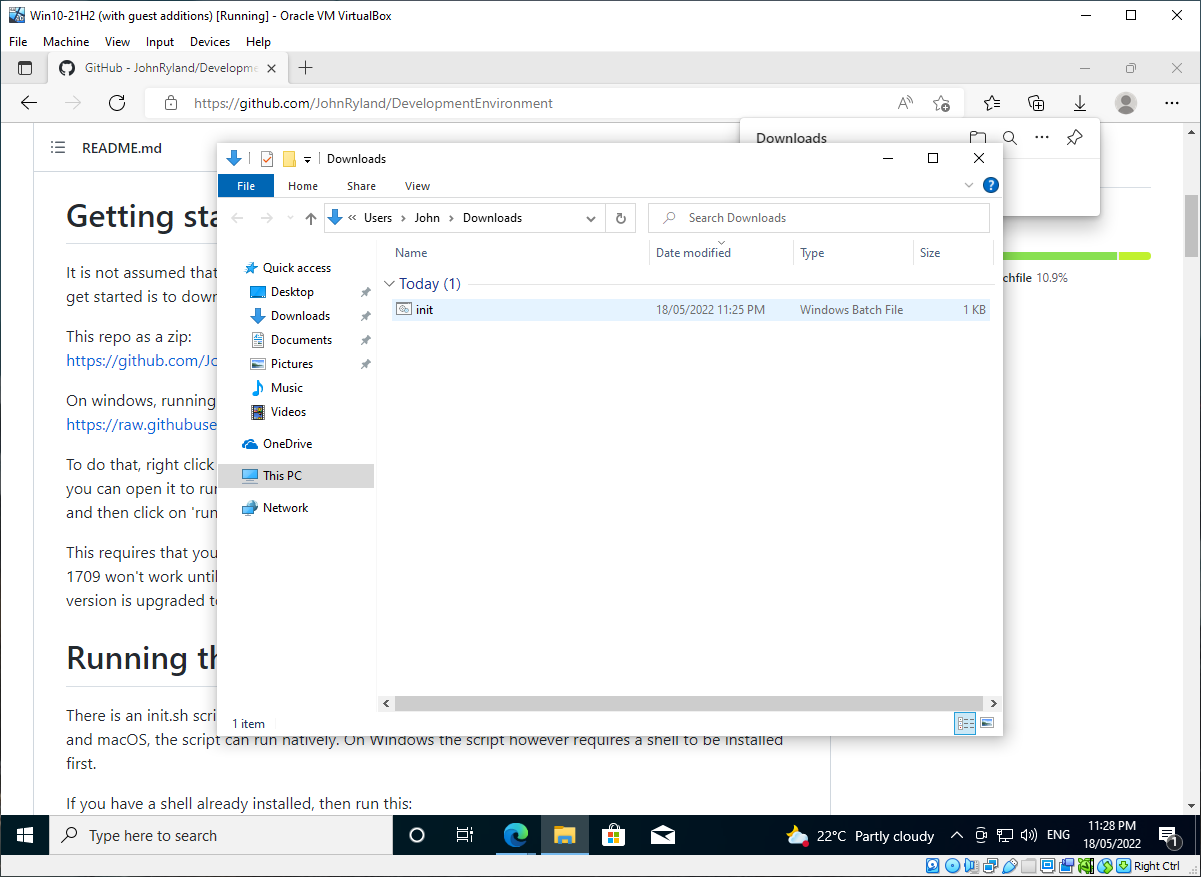 Win10-21H2 (with guest additions) [Running] - Oracle VM VirtualBox
File Machine View Input Devices Help
GitHub - JohnRyland/Developme
https://github.com/JohnRyland/DevelopmentEnvironment
Downloads
README.md
Downloads
File Home Share View
« Users › John › Downloads
Search Downloads
Name Date modified Type Size
Quick access
Desktop
Downloads
Documents
Pictures
Music
Videos
OneDrive
This PC
Network
Today (1)
init 18/05/2022 11:25 PM Windows Batch File 1 KB
1 item
Getting sta
It is not assumed that
get started is to down
This repo as a zip:
https://github.com/Jo
On windows, running
https://raw.githubuse
To do that, right click
you can open it to run
and then click on 'run
This requires that you
1709 won't work until
version is upgraded to
Running th
There is an init.sh scri
and macOS, the script can run natively. On Windows the script however requires a shell to be installed
first.
If you have a shell already installed, then run this:
chfile 10.9%
Type here to search
22°C Partly cloudy
ENG
11:28 PM
18/05/2022
1
Right Ctrl